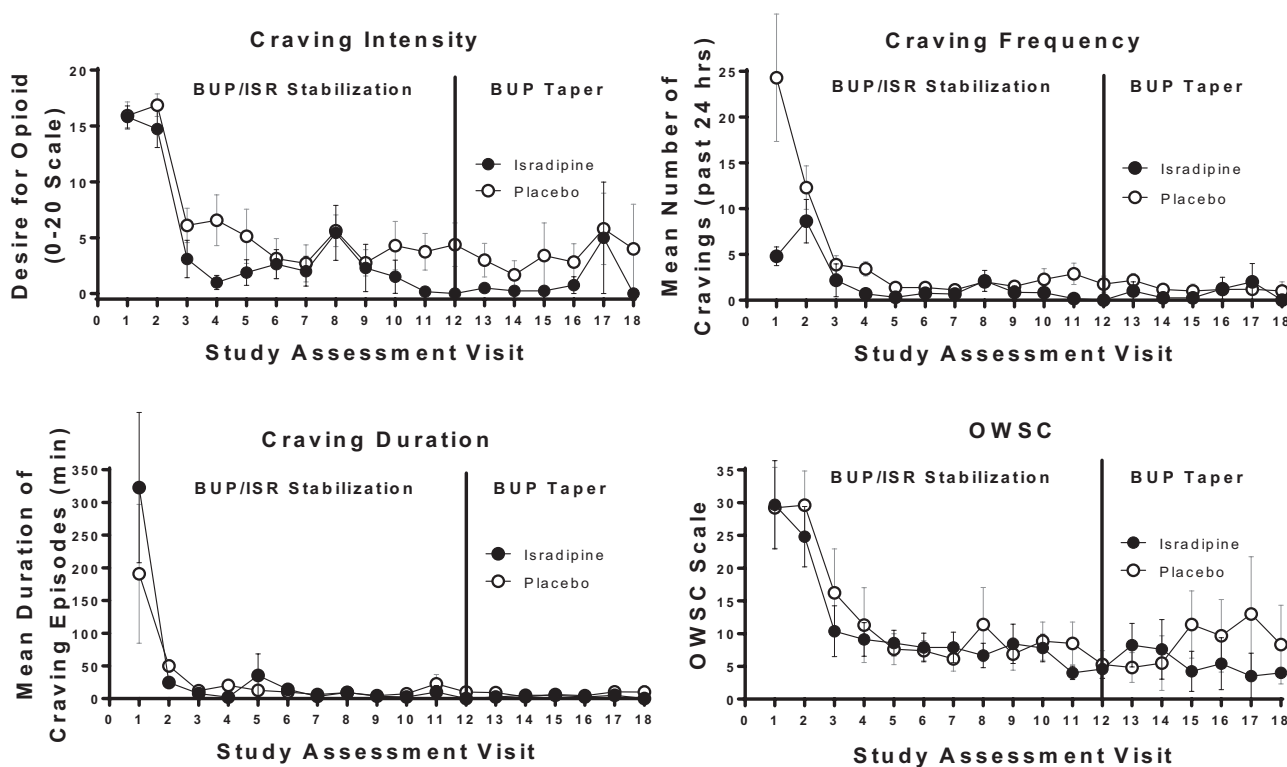 Craving Intensity
Desire for Opioid
(0-20 Scale)
20
15
10
5
0
BUP/ISR Stabilization
BUP Taper
Isradipine
Placebo
0 1 2 3 4 5 6 7 8 9 10 11 12 13 14 15 16 17 18
Study Assessment Visit
Craving Frequency
Mean Number of
Cravings (past 24 hrs)
25
20
15
10
5
0
BUP/ISR Stabilization
BUP Taper
Isradipine
Placebo
0 1 2 3 4 5 6 7 8 9 10 11 12 13 14 15 16 17 18
Study Assessment Visit
Craving Duration
Mean Duration of
Craving Episodes (min)
350
300
250
200
150
100
50
0
BUP/ISR Stabilization
BUP Taper
Isradipine
Placebo
0 1 2 3 4 5 6 7 8 9 10 11 12 13 14 15 16 17 18
Study Assessment Visit
OWSC
OWSC Scale
35
30
25
20
15
10
5
0
BUP/ISR Stabilization
BUP Taper
Isradipine
Placebo
0 1 2 3 4 5 6 7 8 9 10 11 12 13 14 15 16 17 18
Study Assessment Visit